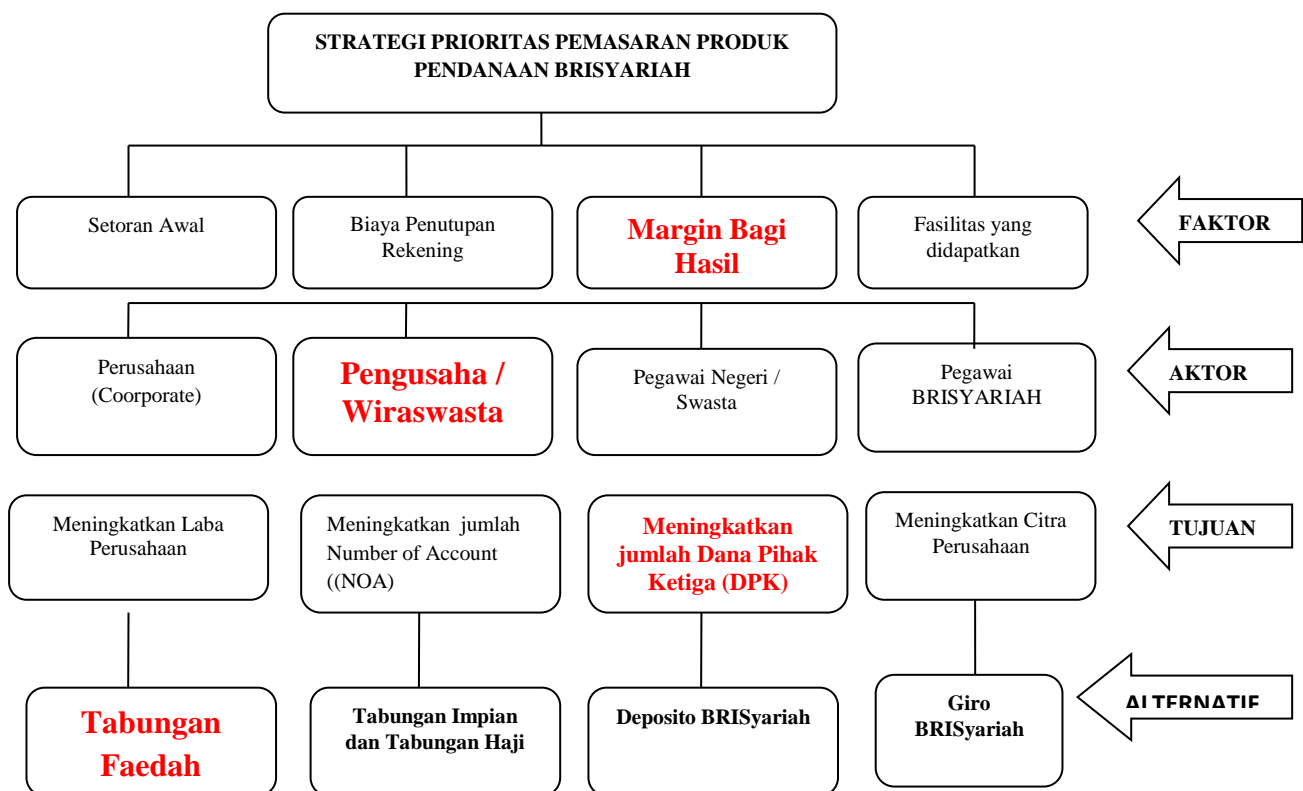 STRATEGI PRIORITAS PEMASARAN PRODUK
PENDANAAN BRISYARIAH
Setoran Awal
Biaya Penutupan
Rekening
Margin Bagi
Hasil
Fasilitas yang
didapatkan
FAKTOR
Perusahaan
(Coorporate)
Pengusaha /
Wiraswasta
Pegawai Negeri /
Swasta
Pegawai
BRISYARIAH
AKTOR
Meningkatkan Laba
Perusahaan
Meningkatkan jumlah
Number of Account
((NOA)
Meningkatkan
jumlah Dana Pihak
Ketiga (DPK)
Meningkatkan Citra
Perusahaan
TUJUAN
Tabungan
Faedah
Tabungan Impian
dan Tabungan Haji
Deposito BRISyariah
Giro
BRISyariah
ALTERNATIF